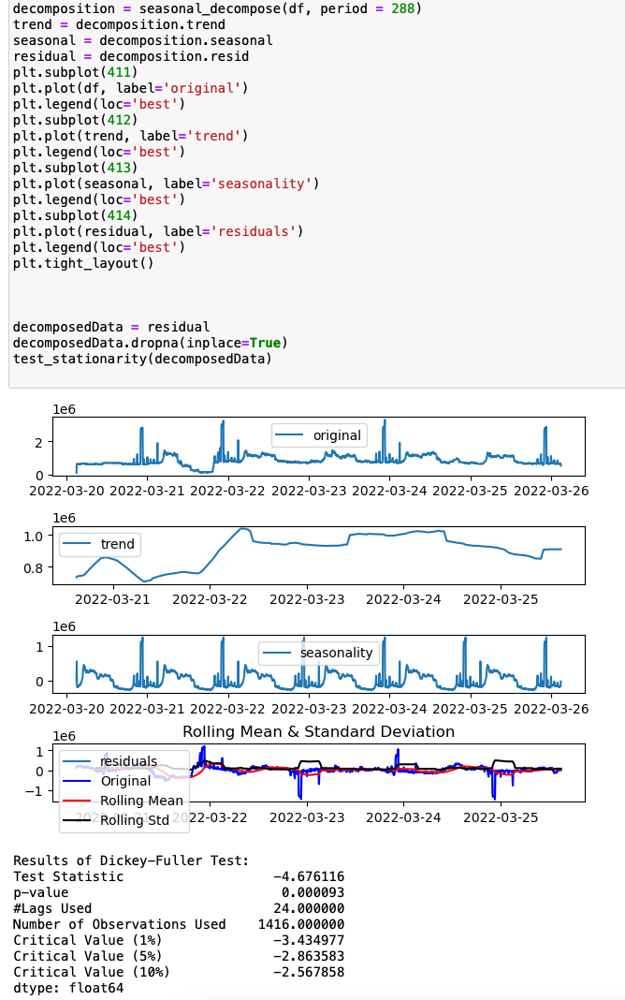 decomposition = seasonal_decompose(df, period = 288)
trend = decomposition.trend
seasonal = decomposition.seasonal
residual = decomposition.resid
plt.subplot(411)
plt.plot(df, label='original')
plt.legend(loc='best')
plt.subplot(412)
plt.plot(trend, label='trend')
plt.legend(loc='best')
plt.subplot(413)
plt.plot(seasonal, label='seasonality')
plt.legend(loc='best')
plt.subplot(414)
plt.plot(residual, label='residuals')
plt.legend(loc='best')
plt.tight_layout()
decomposedData = residual
decomposedData.dropna(inplace=True)
test_stationarity(decomposedData)
1e6
original
2
0
2022-03-20 2022-03-21 2022-03-22 2022-03-23 2022-03-24 2022-03-25 2022-03-26
1e6
trend
1.0
0.8
2022-03-21 2022-03-22 2022-03-23 2022-03-24 2022-03-25
1e6
seasonality
1
0
2022-03-20 2022-03-21 2022-03-22 2022-03-23 2022-03-24 2022-03-25 2022-03-26
1e6
Rolling Mean & Standard Deviation
1
0
−1
residuals
Original
Rolling Mean
Rolling Std
2022-03-21 2022-03-22 2022-03-23 2022-03-24 2022-03-25
Results of Dickey-Fuller Test:
Test Statistic -4.676116
p-value 0.000093
#Lags Used 24.000000
Number of Observations Used 1416.000000
Critical Value (1%) -3.434977
Critical Value (5%) -2.863583
Critical Value (10%) -2.567858
dtype: float64